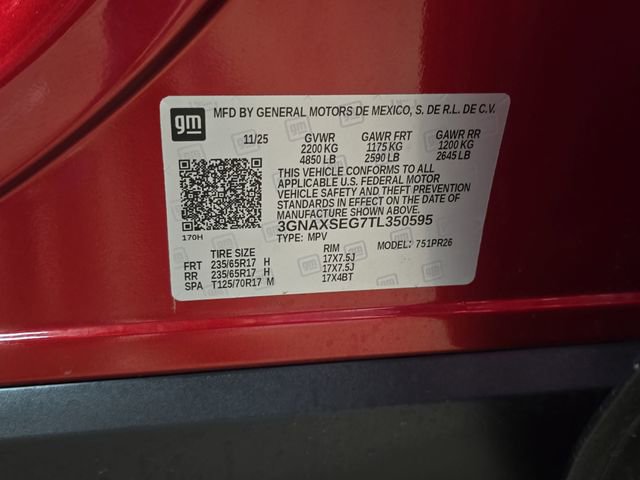 gm
MFD BY GENERAL MOTORS DE MEXICO, S. DE R.L. DE C.V.
11/25 GVWR GAWR FRT GAWR RR
2200 KG 1175 KG 1200 KG
4850 LB 2590 LB 2645 LB
THIS VEHICLE CONFORMS TO ALL
APPLICABLE U.S. FEDERAL MOTOR
VEHICLE SAFETY AND THEFT PREVENTION
STANDARDS IN EFFECT ON THE DATE OF
MANUFACTURE SHOWN ABOVE.
3GNAXSEG7TL350595
170H
TYPE: MPV MODEL: 751PR26
TIRE SIZE RIM
FRT 235/65R17 H 17X7.5J
RR 235/65R17 H 17X7.5J
SPA T125/70R17 M 17X4BT